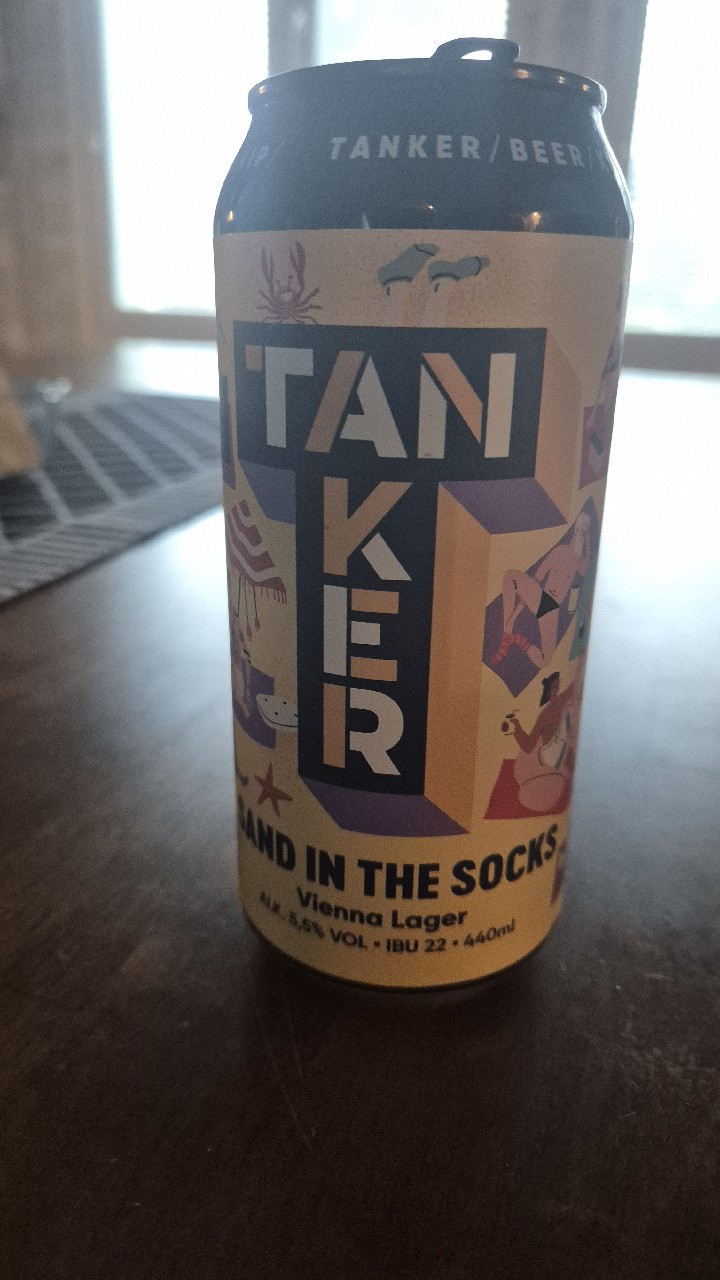 TANKER/BEER/
TAN
K
E
R
SAND IN THE SOCKS
Vienna Lager
ALK. 5,5% VOL • IBU 22 • 440ml